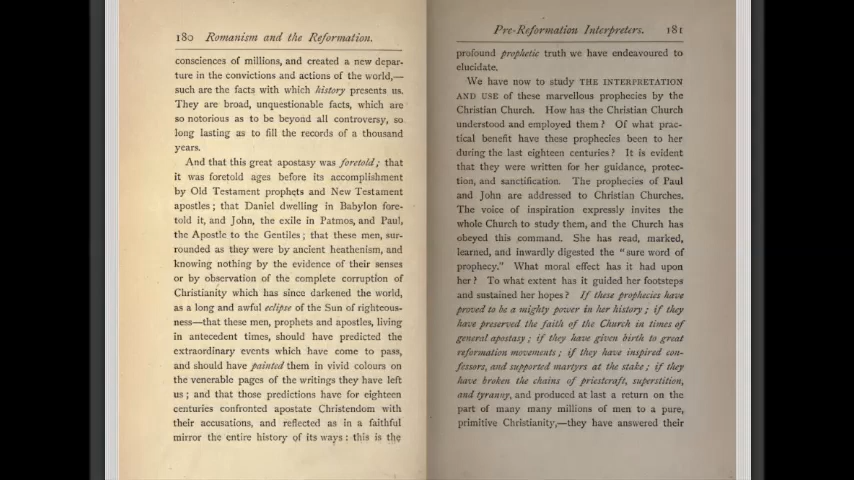 180 Romanism and the Reformation.
consciences of millions, and created a new depar-
ture in the convictions and actions of the world,—
such are the facts with which history presents us.
They are broad, unquestionable facts, which are
so notorious as to be beyond all controversy, so
long lasting as to fill the records of a thousand
years.
And that this great apostasy was foretold; that
it was foretold ages before its accomplishment
by Old Testament prophets and New Testament
apostles; that Daniel dwelling in Babylon fore-
told it, and John, the exile in Patmos, and Paul,
the Apostle to the Gentiles; that these men, sur-
rounded as they were by ancient heathenism, and
knowing nothing by the evidence of their senses
or by observation of the complete corruption of
Christianity which has since darkened the world,
as a long and awful eclipse of the Sun of righteous-
ness—that these men, prophets and apostles, living
in antecedent times, should have predicted the
extraordinary events which have come to pass,
and should have painted them in vivid colours on
the venerable pages of the writings they have left
us; and that those predictions have for eighteen
centuries confronted apostate Christendom with
their accusations, and reflected as in a faithful
mirror the entire history of its ways: this is the
Pre-Reformation Interpreters. 181
profound prophetic truth we have endeavoured to
elucidate.
We have now to study THE INTERPRETATION
AND USE of these marvellous prophecies by the
Christian Church. How has the Christian Church
understood and employed them? Of what prac-
tical benefit have these prophecies been to her
during the last eighteen centuries? It is evident
that they were written for her guidance, protec-
tion, and sanctification. The prophecies of Paul
and John are addressed to Christian Churches.
The voice of inspiration expressly invites the
whole Church to study them, and the Church has
obeyed this command. She has read, marked,
learned, and inwardly digested the "sure word of
prophecy." What moral effect has it had upon
her? To what extent has it guided her footsteps
and sustained her hopes? If these prophecies have
proved to be a mighty power in her history; if they
have preserved the faith of the Church in times of
general apostasy; if they have given birth to great
reformation movements; if they have inspired con-
fessors, and supported martyrs at the stake; if they
have broken the chains of priestcraft, superstition,
and tyranny, and produced at last a return on the
part of many many millions of men to a pure,
primitive Christianity,—they have answered their